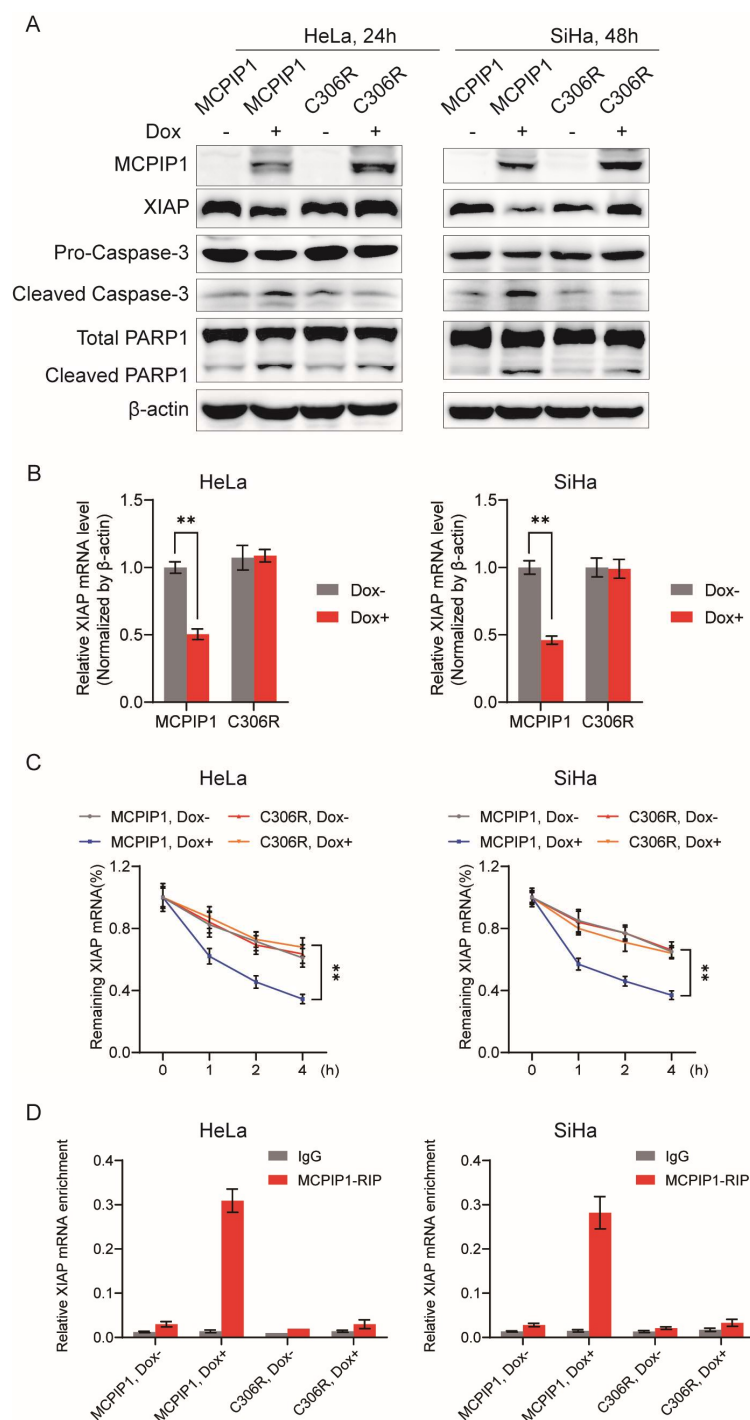 A
HeLa, 24h
SiHa, 48h
MCPIP1 MCPIP1 C306R C306R MCPIP1 MCPIP1 C306R C306R
Dox - + - + - + - +
MCPIP1
XIAP
Pro-Caspase-3
Cleaved Caspase-3
Total PARP1
Cleaved PARP1
β-actin
B
HeLa
Relative XIAP mRNA level
(Normalized by β-actin)
1.5
1.0
0.5
0.0
**
MCPIP1 C306R
Dox-
Dox+
SiHa
Relative XIAP mRNA level
(Normalized by β-actin)
1.5
1.0
0.5
0.0
**
MCPIP1 C306R
Dox-
Dox+
C
HeLa
MCPIP1, Dox- C306R, Dox-
MCPIP1, Dox+ C306R, Dox+
Remaining XIAP mRNA(%)
1.2
0.8
0.4
0.0
**
0 1 2 4 (h)
SiHa
MCPIP1, Dox- C306R, Dox-
MCPIP1, Dox+ C306R, Dox+
Remaining XIAP mRNA(%)
1.2
0.8
0.4
0.0
**
0 1 2 4 (h)
D
HeLa
Relative XIAP mRNA enrichment
0.4
0.3
0.2
0.1
0.0
IgG
MCPIP1-RIP
MCPIP1, Dox-
MCPIP1, Dox+
C306R, Dox-
C306R, Dox+
SiHa
Relative XIAP mRNA enrichment
0.4
0.3
0.2
0.1
0.0
IgG
MCPIP1-RIP
MCPIP1, Dox-
MCPIP1, Dox+
C306R, Dox-
C306R, Dox+